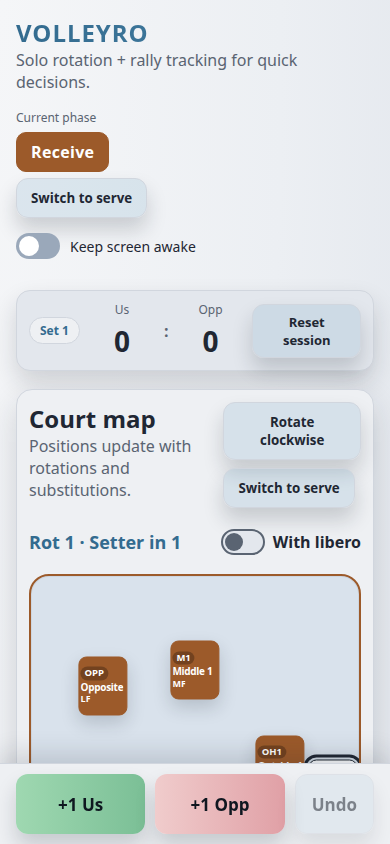 VOLLEYRO
Solo rotation + rally tracking for quick
decisions.
Current phase
Receive
Switch to serve
Keep screen awake
Set 1
Us
0
:
Opp
0
Reset
session
Court map
Positions update with
rotations and
substitutions.
Rotate
clockwise
Switch to serve
Rot 1 · Setter in 1
With libero
OPP
Opposite
LF
M1
Middle 1
MF
OH1
+1 Us
+1 Opp
Undo